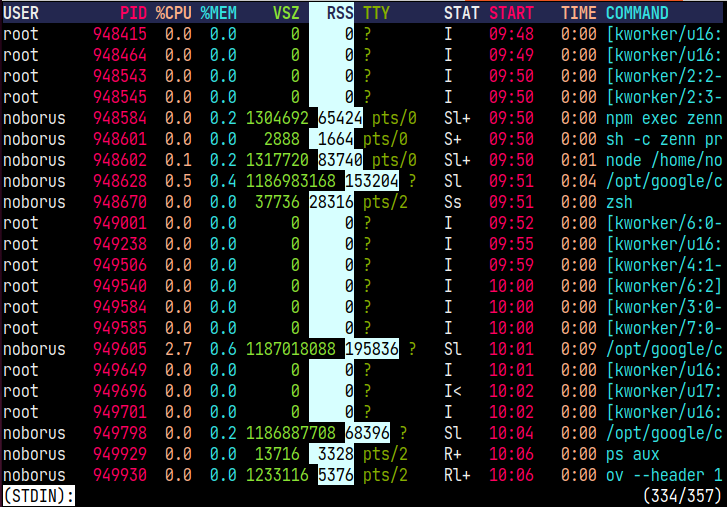 USER PID %CPU %MEM VSZ RSS TTY STAT START TIME COMMAND
root 948415 0.0 0.0 0 0 ? I 09:48 0:00 [kworker/u16:
root 948464 0.0 0.0 0 0 ? I 09:49 0:00 [kworker/u16:
root 948543 0.0 0.0 0 0 ? I 09:50 0:00 [kworker/2:2-
root 948545 0.0 0.0 0 0 ? I 09:50 0:00 [kworker/2:3-
noborus 948584 0.0 0.2 1304692 65424 pts/0 Sl+ 09:50 0:00 npm exec zenn
noborus 948601 0.0 0.0 2888 1664 pts/0 S+ 09:50 0:00 sh -c zenn pr
noborus 948602 0.1 0.2 1317720 83740 pts/0 Sl+ 09:50 0:01 node /home/no
noborus 948628 0.5 0.4 1186983168 153204 ? Sl 09:51 0:04 /opt/google/c
noborus 948670 0.0 0.0 37736 28316 pts/2 Ss 09:51 0:00 zsh
root 949001 0.0 0.0 0 0 ? I 09:52 0:00 [kworker/6:0-
root 949238 0.0 0.0 0 0 ? I 09:55 0:00 [kworker/u16:
root 949506 0.0 0.0 0 0 ? I 09:59 0:00 [kworker/4:1-
root 949540 0.0 0.0 0 0 ? I 10:00 0:00 [kworker/6:2]
root 949584 0.0 0.0 0 0 ? I 10:00 0:00 [kworker/3:0-
root 949585 0.0 0.0 0 0 ? I 10:00 0:00 [kworker/7:0-
noborus 949605 2.7 0.6 1187018088 195836 ? Sl 10:01 0:09 /opt/google/c
root 949649 0.0 0.0 0 0 ? I 10:01 0:00 [kworker/u16:
root 949696 0.0 0.0 0 0 ? I< 10:02 0:00 [kworker/u17:
root 949701 0.0 0.0 0 0 ? I 10:02 0:00 [kworker/u16:
noborus 949798 0.0 0.2 1186887708 68396 ? Sl 10:04 0:00 /opt/google/c
noborus 949929 0.0 0.0 13716 3328 pts/2 R+ 10:06 0:00 ps aux
noborus 949930 0.0 0.0 1233116 5376 pts/2 Rl+ 10:06 0:00 ov --header 1
(STDIN): (334/357)